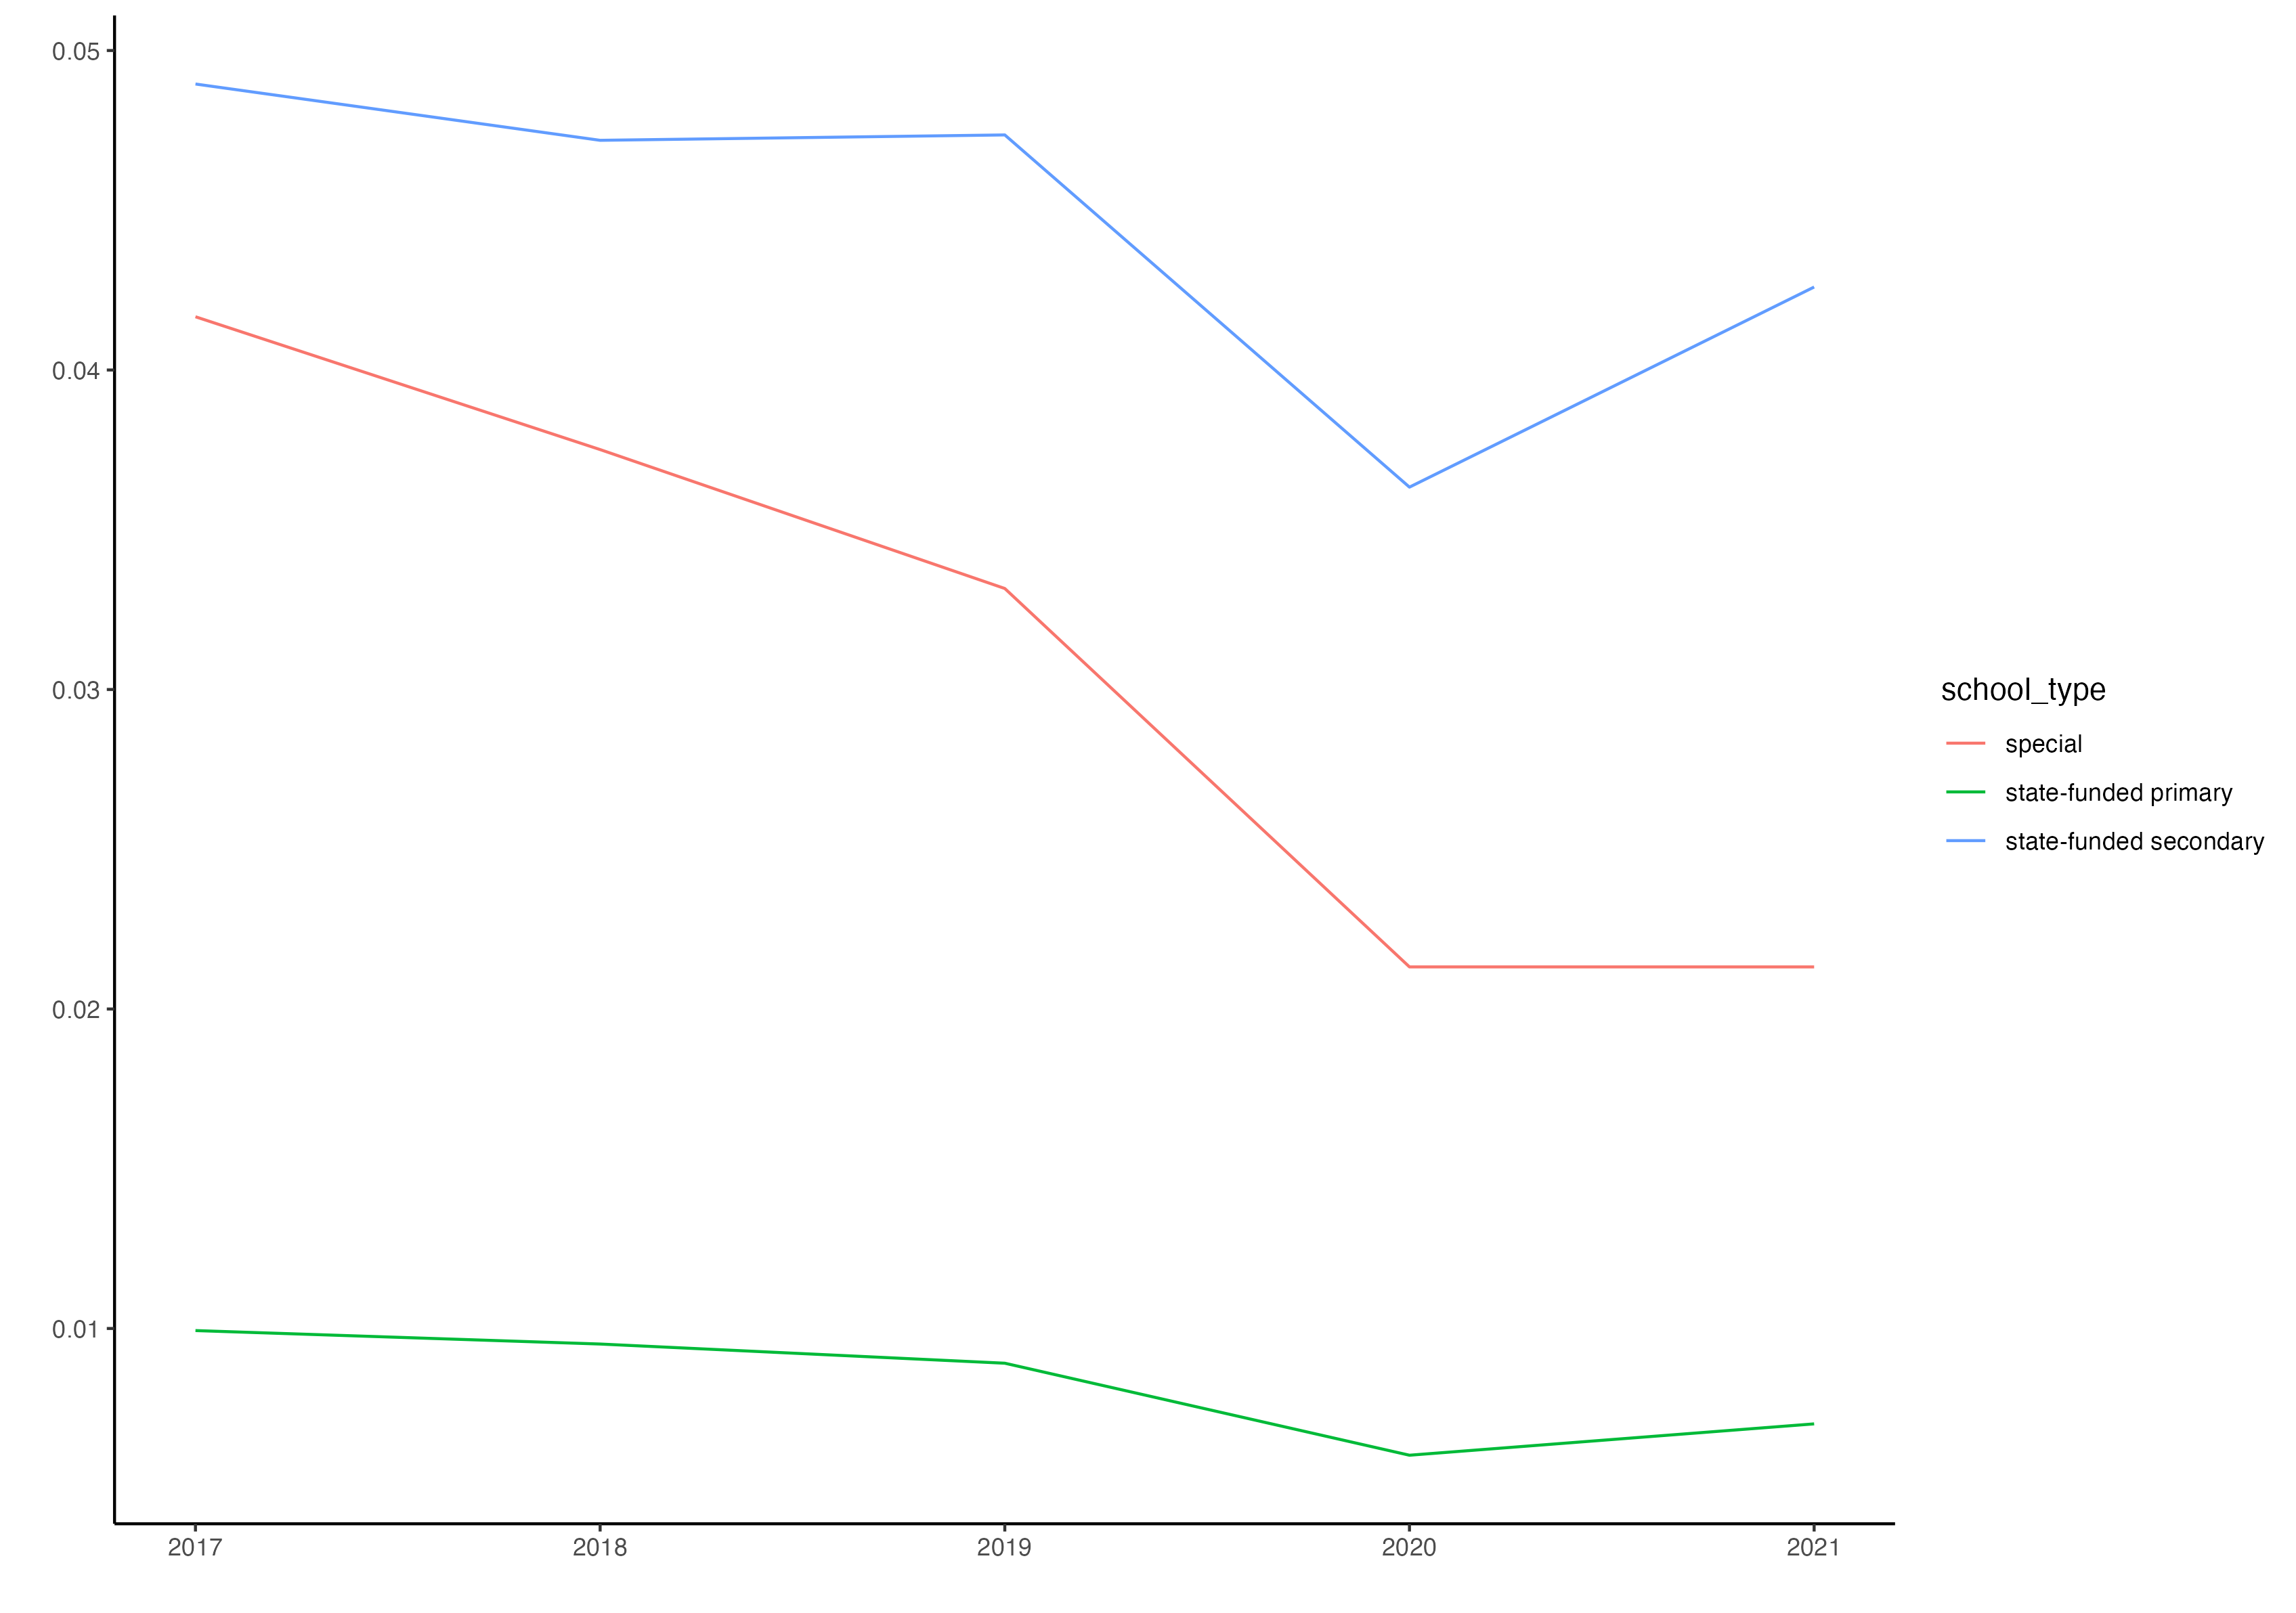 0.05
0.04
0.03
0.02
0.01
2017 2018 2019 2020 2021
school_type
special
state-funded primary
state-funded secondary